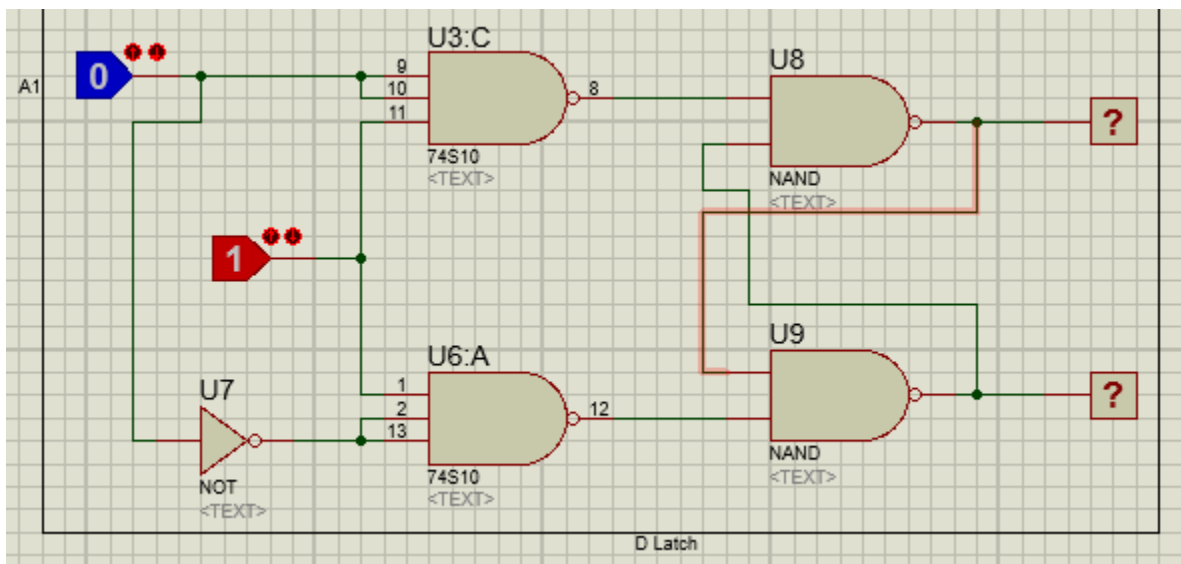 A1
0
U3:C
9
10
11
8
74S10
<TEXT>
U8
NAND
<TEXT>
?
1
U7
NOT
<TEXT>
U6:A
1
2
13
12
74S10
<TEXT>
U9
NAND
<TEXT>
?
D Latch